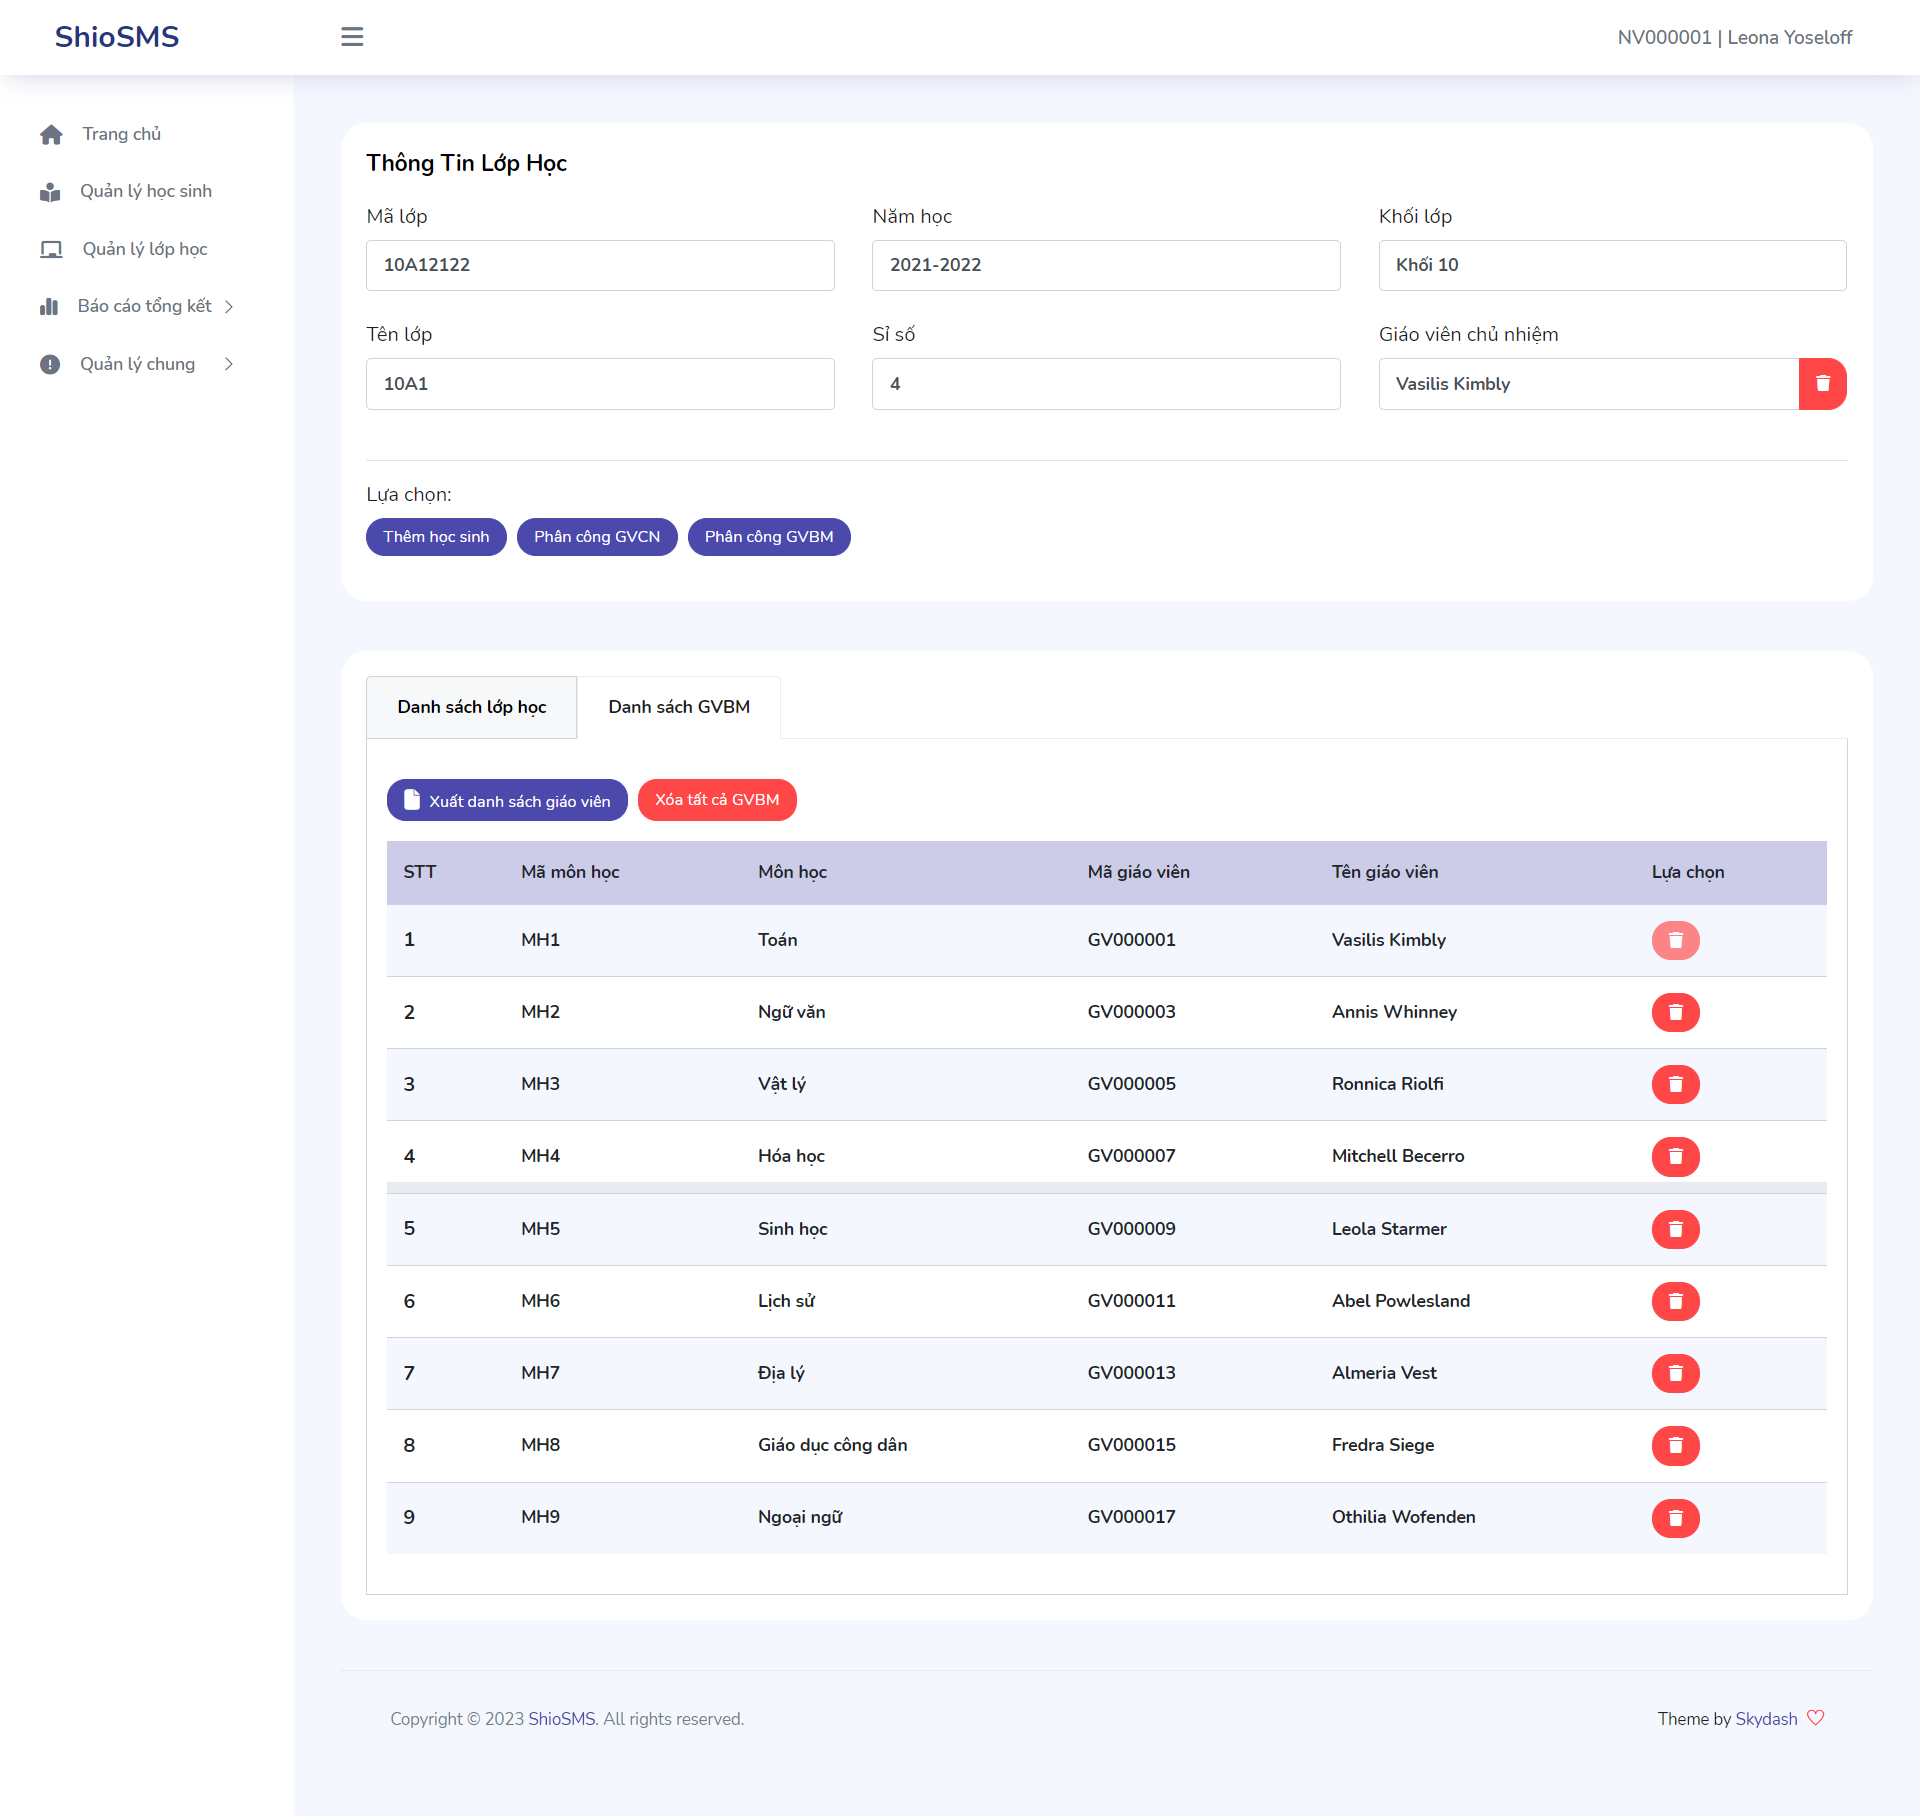 ShioSMS
NV000001 | Leona Yoseloff
Trang chủ
Quản lý học sinh
Quản lý lớp học
Báo cáo tổng kết
Quản lý chung
Thông Tin Lớp Học
Mã lớp
Năm học
Khối lớp
10A12122
2021-2022
Khối 10
Tên lớp
Sỉ số
Giáo viên chủ nhiệm
10A1
4
Vasilis Kimbly
Lựa chọn:
Thêm học sinh
Phân công GVCN
Phân công GVBM
Danh sách lớp học
Danh sách GVBM
Xuất danh sách giáo viên
Xóa tất cả GVBM
STT Mã môn học Môn học Mã giáo viên Tên giáo viên Lựa chọn
1 MH1 Toán GV000001 Vasilis Kimbly
2 MH2 Ngữ văn GV000003 Annis Whinney
3 MH3 Vật lý GV000005 Ronnica Riolfi
4 MH4 Hóa học GV000007 Mitchell Becerro
5 MH5 Sinh học GV000009 Leola Starmer
6 MH6 Lịch sử GV000011 Abel Powlesland
7 MH7 Địa lý GV000013 Almeria Vest
8 MH8 Giáo dục công dân GV000015 Fredra Siege
9 MH9 Ngoại ngữ GV000017 Othilia Wofenden
Copyright © 2023 ShioSMS. All rights reserved.
Theme by Skydash